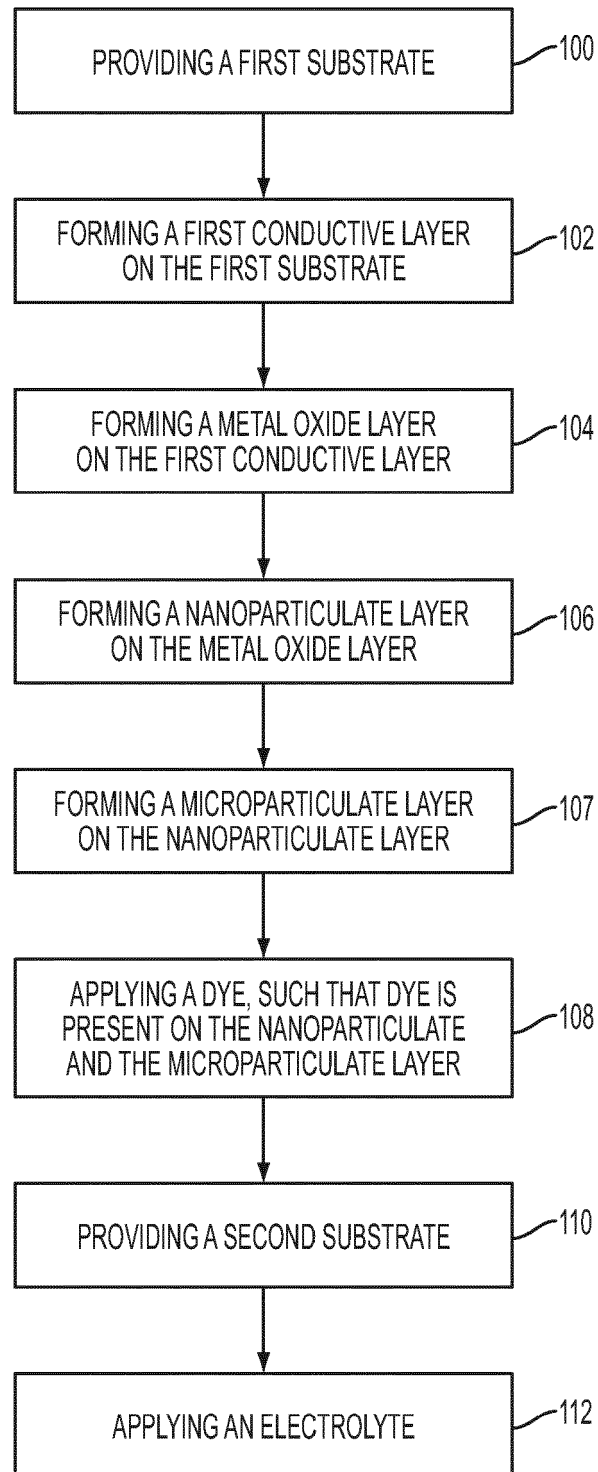 PROVIDING A FIRST SUBSTRATE
100
FORMING A FIRST CONDUCTIVE LAYER
ON THE FIRST SUBSTRATE
102
FORMING A METAL OXIDE LAYER
ON THE FIRST CONDUCTIVE LAYER
104
FORMING A NANOPARTICULATE LAYER
ON THE METAL OXIDE LAYER
106
FORMING A MICROPARTICULATE LAYER
ON THE NANOPARTICULATE LAYER
107
APPLYING A DYE, SUCH THAT DYE IS
PRESENT ON THE NANOPARTICULATE
AND THE MICROPARTICULATE LAYER
108
PROVIDING A SECOND SUBSTRATE
110
APPLYING AN ELECTROLYTE
112